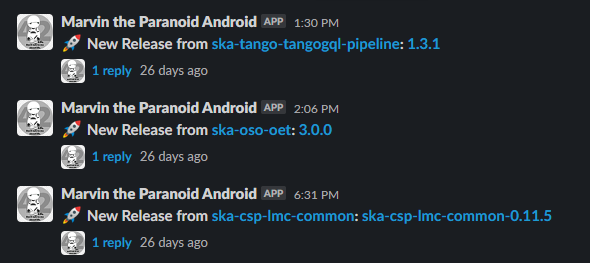 Marvin the Paranoid Android APP 1:30 PM
🚀 New Release from ska-tango-tangogql-pipeline: 1.3.1
1 reply 26 days ago
Marvin the Paranoid Android APP 2:06 PM
🚀 New Release from ska-oso-oet: 3.0.0
1 reply 26 days ago
Marvin the Paranoid Android APP 6:31 PM
🚀 New Release from ska-csp-lmc-common: ska-csp-lmc-common-0.11.5
1 reply 26 days ago